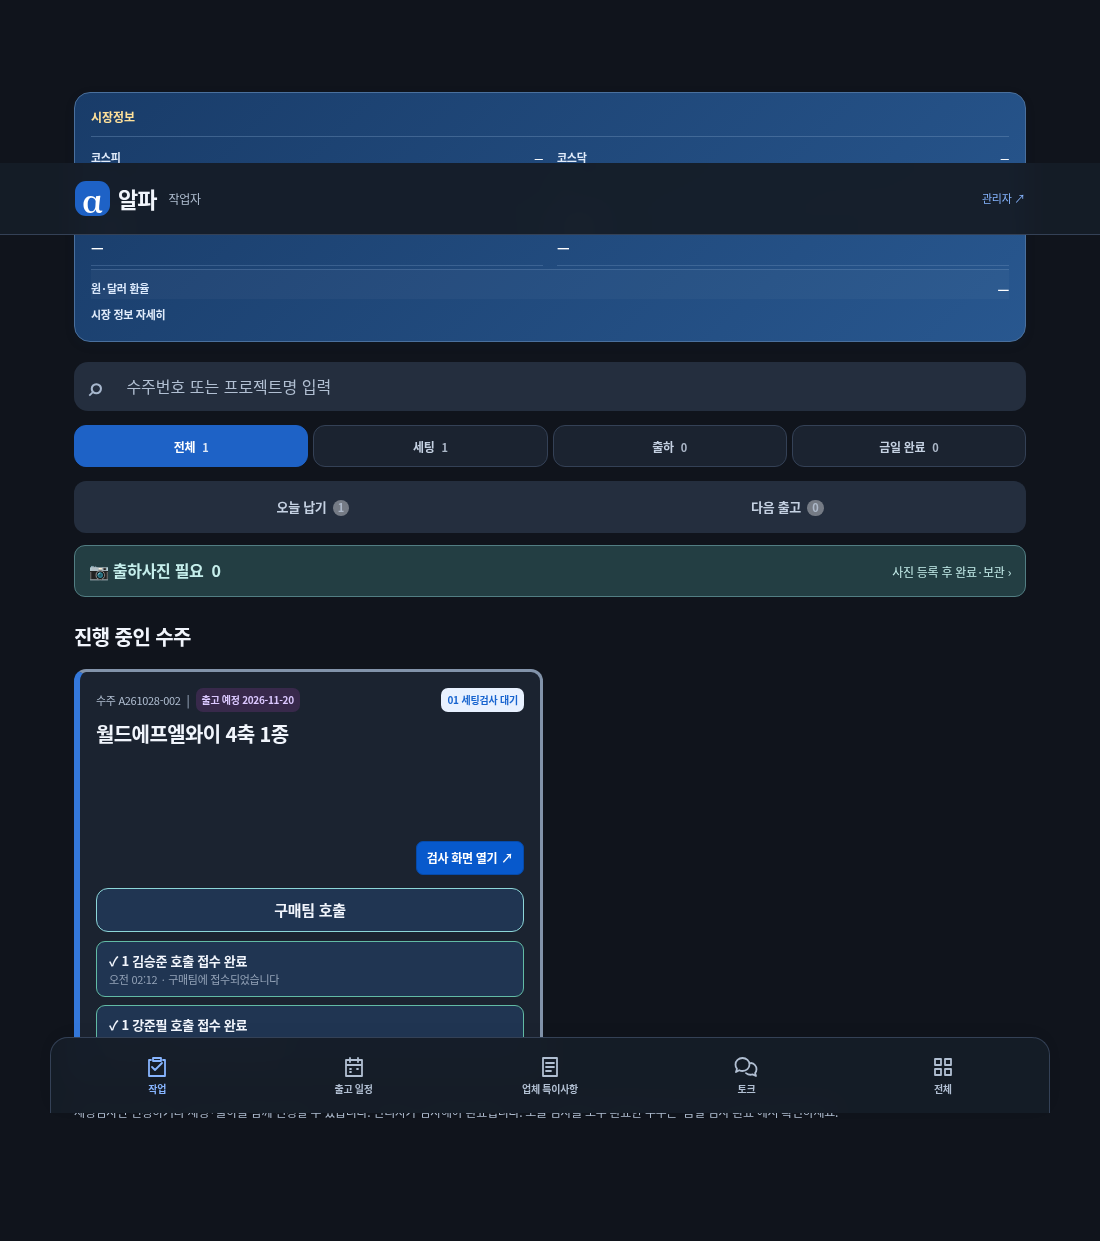 시장정보
코스피 —
코스닥 —
α 알파 작업자
관리자 ↗
—
—
원·달러 환율 —
시장 정보 자세히
수주번호 또는 프로젝트명 입력
전체 1
세팅 1
출하 0
금일 완료 0
오늘 납기 1
다음 출고 0
📷 출하사진 필요 0
사진 등록 후 완료·보관 ›
진행 중인 수주
수주 A261028-002 | 출고 예정 2026-11-20
01 세팅검사 대기
월드에프엘와이 4축 1종
검사 화면 열기 ↗
구매팀 호출
✓ 1 김승준 호출 접수 완료
오전 02:12 · 구매팀에 접수되었습니다
✓ 1 강준필 호출 접수 완료
작업
출고 일정
업체 특이사항
토크
전체